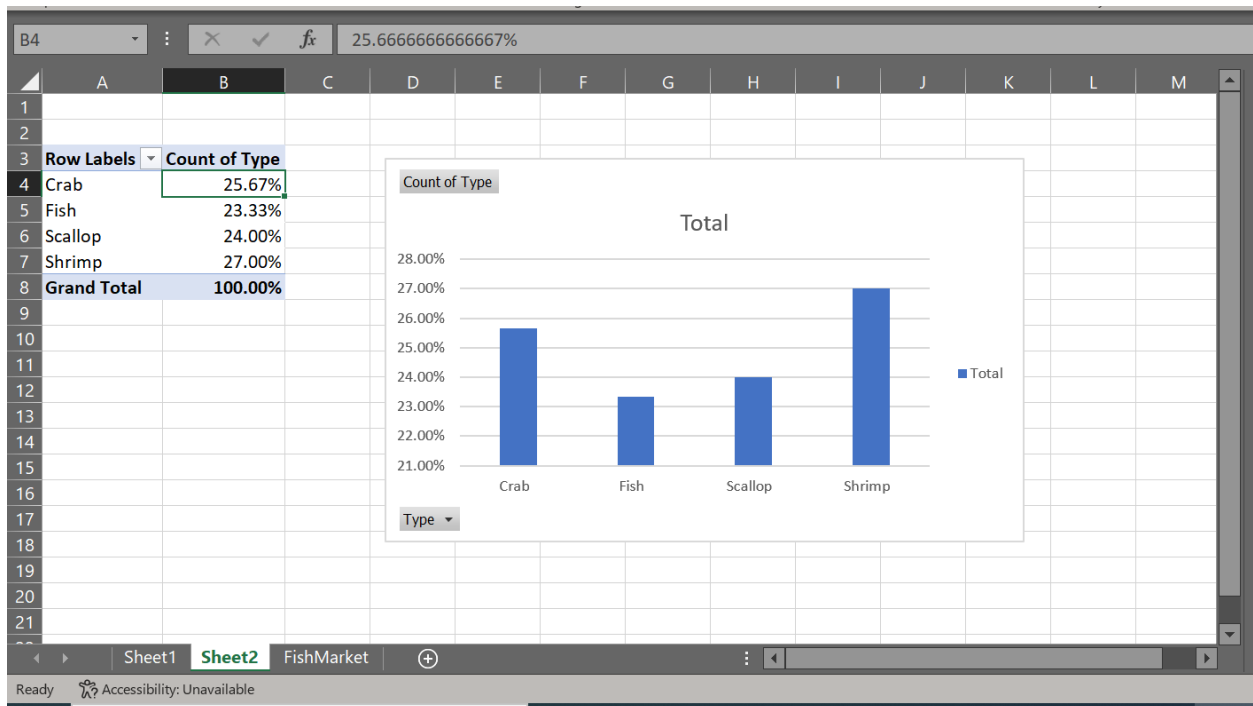 B4 fx 25.6666666666667%
A B C D E F G H I J K L M
1
2
3 Row Labels Count of Type
4 Crab 25.67%
5 Fish 23.33%
6 Scallop 24.00%
7 Shrimp 27.00%
8 Grand Total 100.00%
9
10
11
12
13
14
15
16
17
18
19
20
21
Count of Type
Total
28.00%
27.00%
26.00%
25.00%
24.00%
23.00%
22.00%
21.00%
Crab Fish Scallop Shrimp
Total
Type
Sheet1 Sheet2 FishMarket
Ready Accessibility: Unavailable